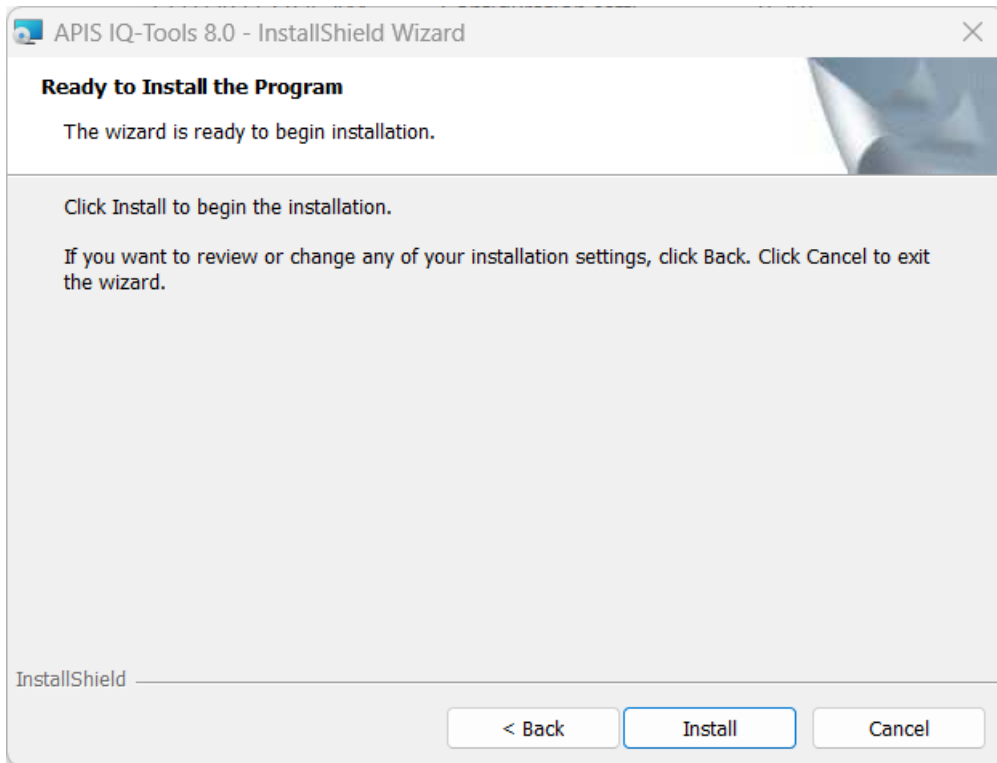 APIS IQ-Tools 8.0 - InstallShield Wizard
Ready to Install the Program
The wizard is ready to begin installation.
Click Install to begin the installation.
If you want to review or change any of your installation settings, click Back. Click Cancel to exit
the wizard.
InstallShield
< Back
Install
Cancel